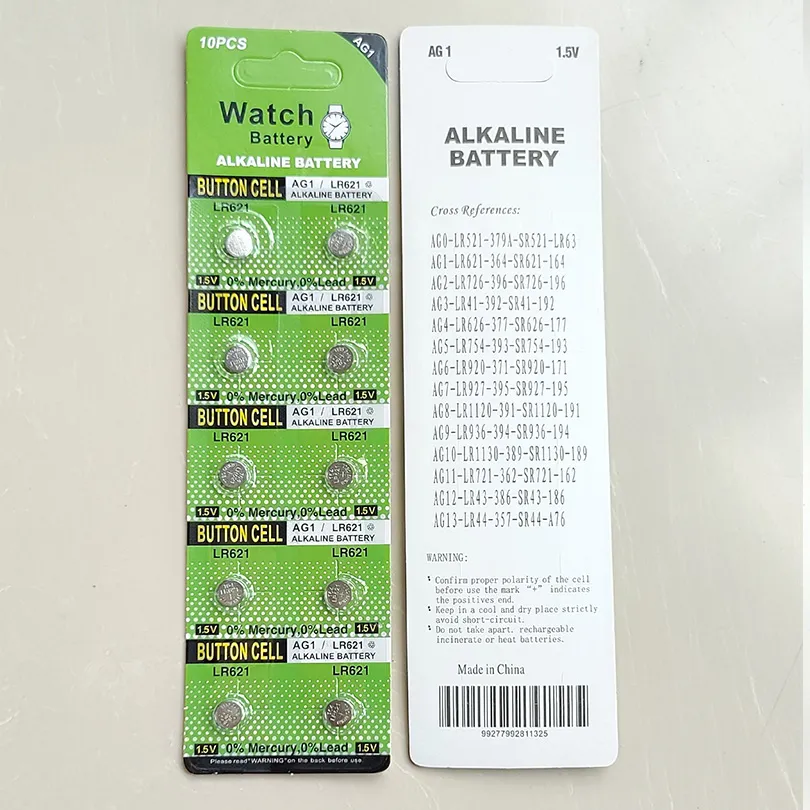 10PCS
AG1
Watch
Battery
ALKALINE BATTERY
BUTTON CELL AG1 / LR621
ALKALINE BATTERY
LR621 LR621
1.5V 0% Mercury,0%Lead 1.5V
BUTTON CELL AG1 / LR621
ALKALINE BATTERY
LR621 LR621
1.5V 0% Mercury,0%Lead 1.5V
BUTTON CELL AG1 / LR621
ALKALINE BATTERY
LR621 LR621
1.5V 0% Mercury,0%Lead 1.5V
BUTTON CELL AG1 / LR621
ALKALINE BATTERY
LR621 LR621
1.5V 0% Mercury,0%Lead 1.5V
BUTTON CELL AG1 / LR621
ALKALINE BATTERY
LR621 LR621
1.5V 0% Mercury,0%Lead 1.5V
Please read"WARNING"on the back before use.
AG 1 1.5V
ALKALINE
BATTERY
Cross References:
AG0-LR521-379A-SR521-LR63
AG1-LR621-364-SR621-164
AG2-LR726-396-SR726-196
AG3-LR41-392-SR41-192
AG4-LR626-377-SR626-177
AG5-LR754-393-SR754-193
AG6-LR920-371-SR920-171
AG7-LR927-395-SR927-195
AG8-LR1120-391-SR1120-191
AG9-LR936-394-SR936-194
AG10-LR1130-389-SR1130-189
AG11-LR721-362-SR721-162
AG12-LR43-386-SR43-186
AG13-LR44-357-SR44-A76
WARNING:
* Confirm proper polarity of the cell
before use the mark "+" indicates
the positives end.
* Keep in a cool and dry place strictly
avoid short-circuit.
* Do not take apart, rechargeable
incinerate or heat batteries.
Made in China
99277992811325